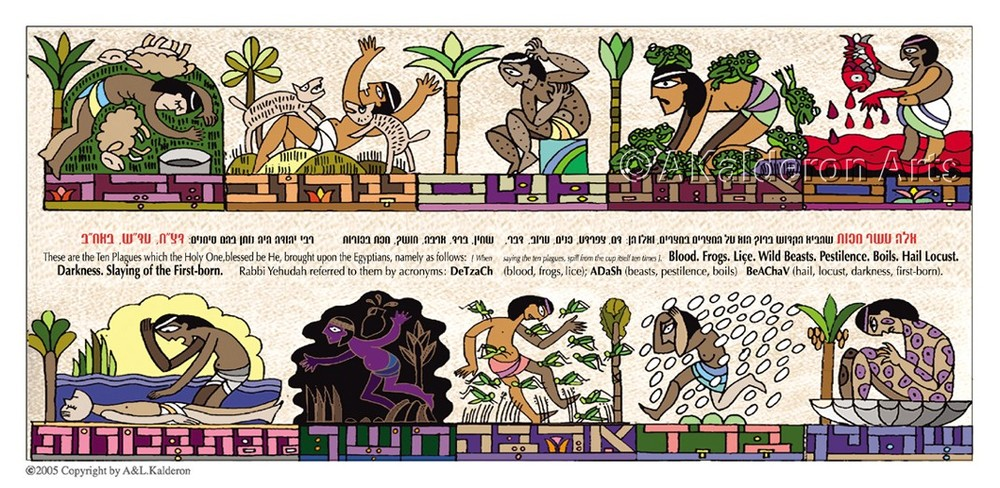 דם צפרדע כנים ערוב דבר
©AKalderon Arts
אלה עשר מכות שהביא הקדוש ברוך הוא על המצרים במצרים, ואלו הן: דם, צפרדע, כנים, ערוב, דבר, שחין, ברד, ארבה, חושך, מכת בכורות רבי יהודה היה נותן בהם סימנים: דצ"ח, עד"ש, באח"ב
These are the Ten Plagues which the Holy One,blessed be He, brought upon the Egyptians, namely as follows: [ When saying the ten plagues, spill from the cup itself ten times ]. Blood. Frogs. Lice. Wild Beasts. Pestilence. Boils. Hail Locust.
Darkness. Slaying of the First-born. Rabbi Yehudah referred to them by acronyms: DeTzaCh (blood, frogs, lice); ADaSh (beasts, pestilence, boils) BeAChaV (hail, locust, darkness, first-born).
שחין ברד ארבה חושך מכת בכורות
©2005 Copyright by A&L.Kalderon